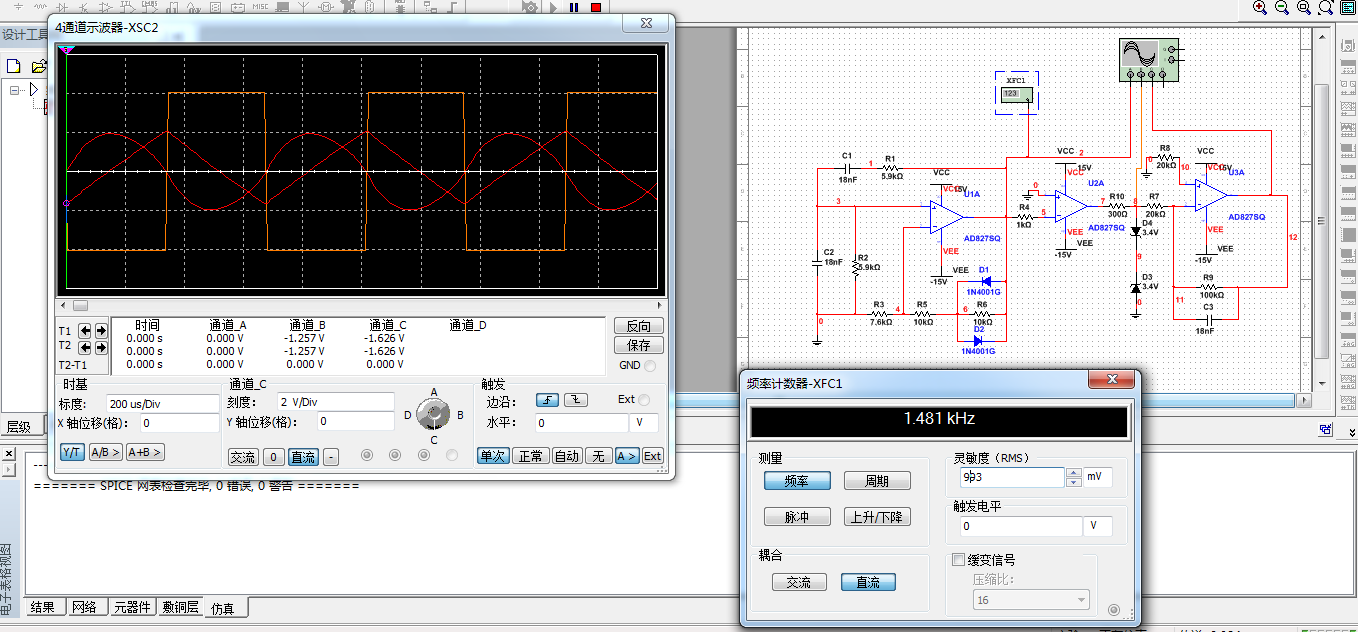 MISC
4通道示波器-XSC2
设计工具
时间 通道_A 通道_B 通道_C 通道_D
T1 0.000 s 0.000 V -1.257 V -1.626 V
T2 0.000 s 0.000 V -1.257 V -1.626 V
T2-T1 0.000 s 0.000 V 0.000 V 0.000 V
反向
保存
GND
时基
标度: 200 us/Div
X 轴位移(格): 0
Y/T A/B > A+B >
通道_C
刻度: 2 V/Div
Y 轴位移(格): 0
交流 0 直流 -
A
D B
C
触发
边沿: Ext
水平: 0 V
单次 正常 自动 无 A > Ext
层级
======= SPICE 网表检查完毕, 0 错误, 0 警告 =======
电子表格视图
结果 网络 元器件 敷铜层 仿真
XFC1
123
C1
18nF
1
R1
5.9kΩ
2
3
C2
18nF
R2
5.9kΩ
0
VCC
VCC
15V
U1A
AD827SQ
VEE
VEE
-15V
D1
1N4001G
R3
7.6kΩ
4
R5
10kΩ
6
R6
10kΩ
D2
1N4001G
R4
1kΩ
5
0
VCC
15V
VCC
U2A
AD827SQ
VEE
VEE
-15V
7
R10
300Ω
8
R7
20kΩ
D4
3.4V
9
D3
3.4V
0
0
R8
20kΩ
10
VCC
VCC
15V
U3A
AD827SQ
VEE
VEE
-15V
12
R9
100kΩ
11
C3
18nF
频率计数器-XFC1
1.481 kHz
测量
频率 周期
脉冲 上升/下降
耦合
交流 直流
灵敏度 (RMS)
993 mV
触发电平
0 V
缓变信号
压缩比:
16